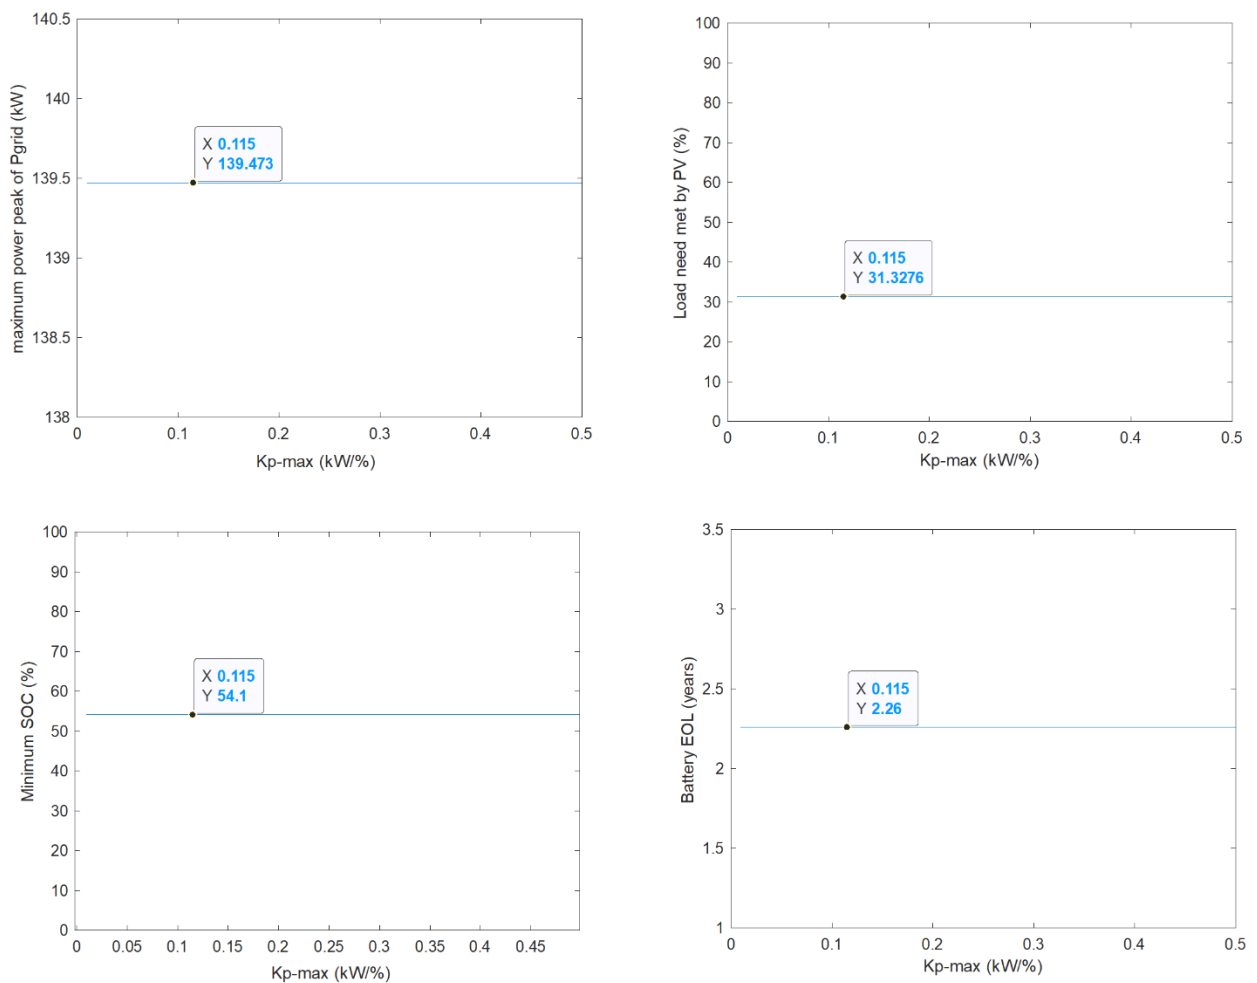 140.5
140
139.5
139
138.5
138
maximum power peak of Pgrid (kW)
X 0.115
Y 139.473
0 0.1 0.2 0.3 0.4 0.5
Kp-max (kW/%)
100
90
80
70
60
50
40
30
20
10
0
Load need met by PV (%)
X 0.115
Y 31.3276
0 0.1 0.2 0.3 0.4 0.5
Kp-max (kW/%)
100
90
80
70
60
50
40
30
20
10
0
Minimum SOC (%)
X 0.115
Y 54.1
0 0.05 0.1 0.15 0.2 0.25 0.3 0.35 0.4 0.45
Kp-max (kW/%)
3.5
3
2.5
2
1.5
1
Battery EOL (years)
X 0.115
Y 2.26
0 0.1 0.2 0.3 0.4 0.5
Kp-max (kW/%)